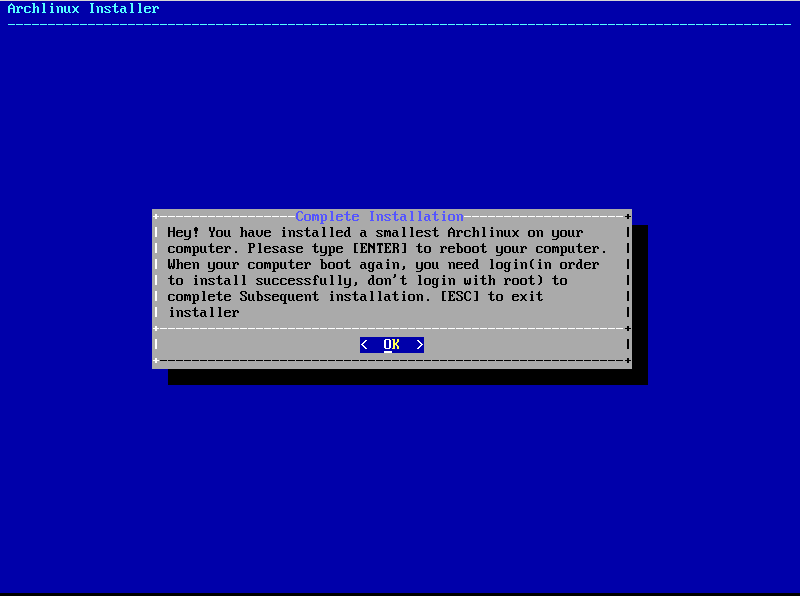 Archlinux Installer
Complete Installation
Hey! You have installed a smallest Archlinux on your
computer. Plesase type [ENTER] to reboot your computer.
When your computer boot again, you need login(in order
to install successfully, don't login with root) to
complete Subsequent installation. [ESC] to exit
installer
< OK >